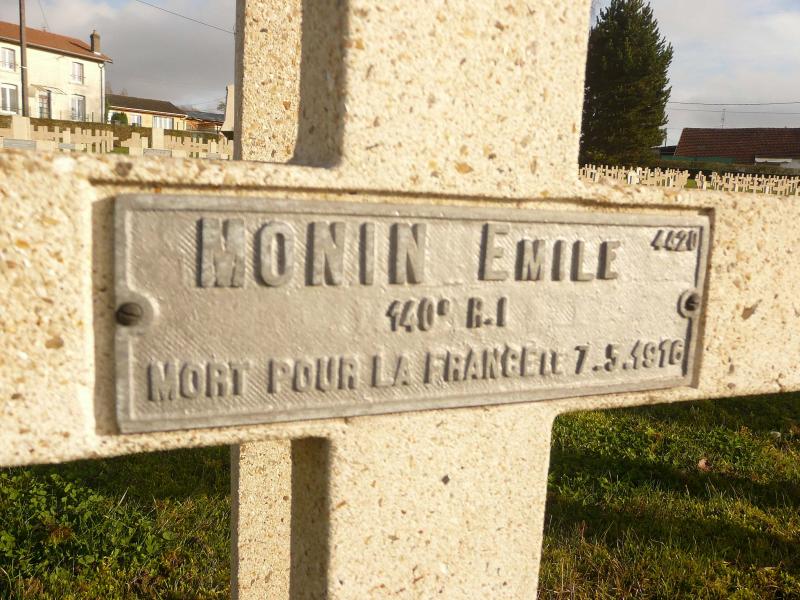 MONIN EMILE 4420
140e R.I
MORT POUR LA FRANCE le 7.5.1916